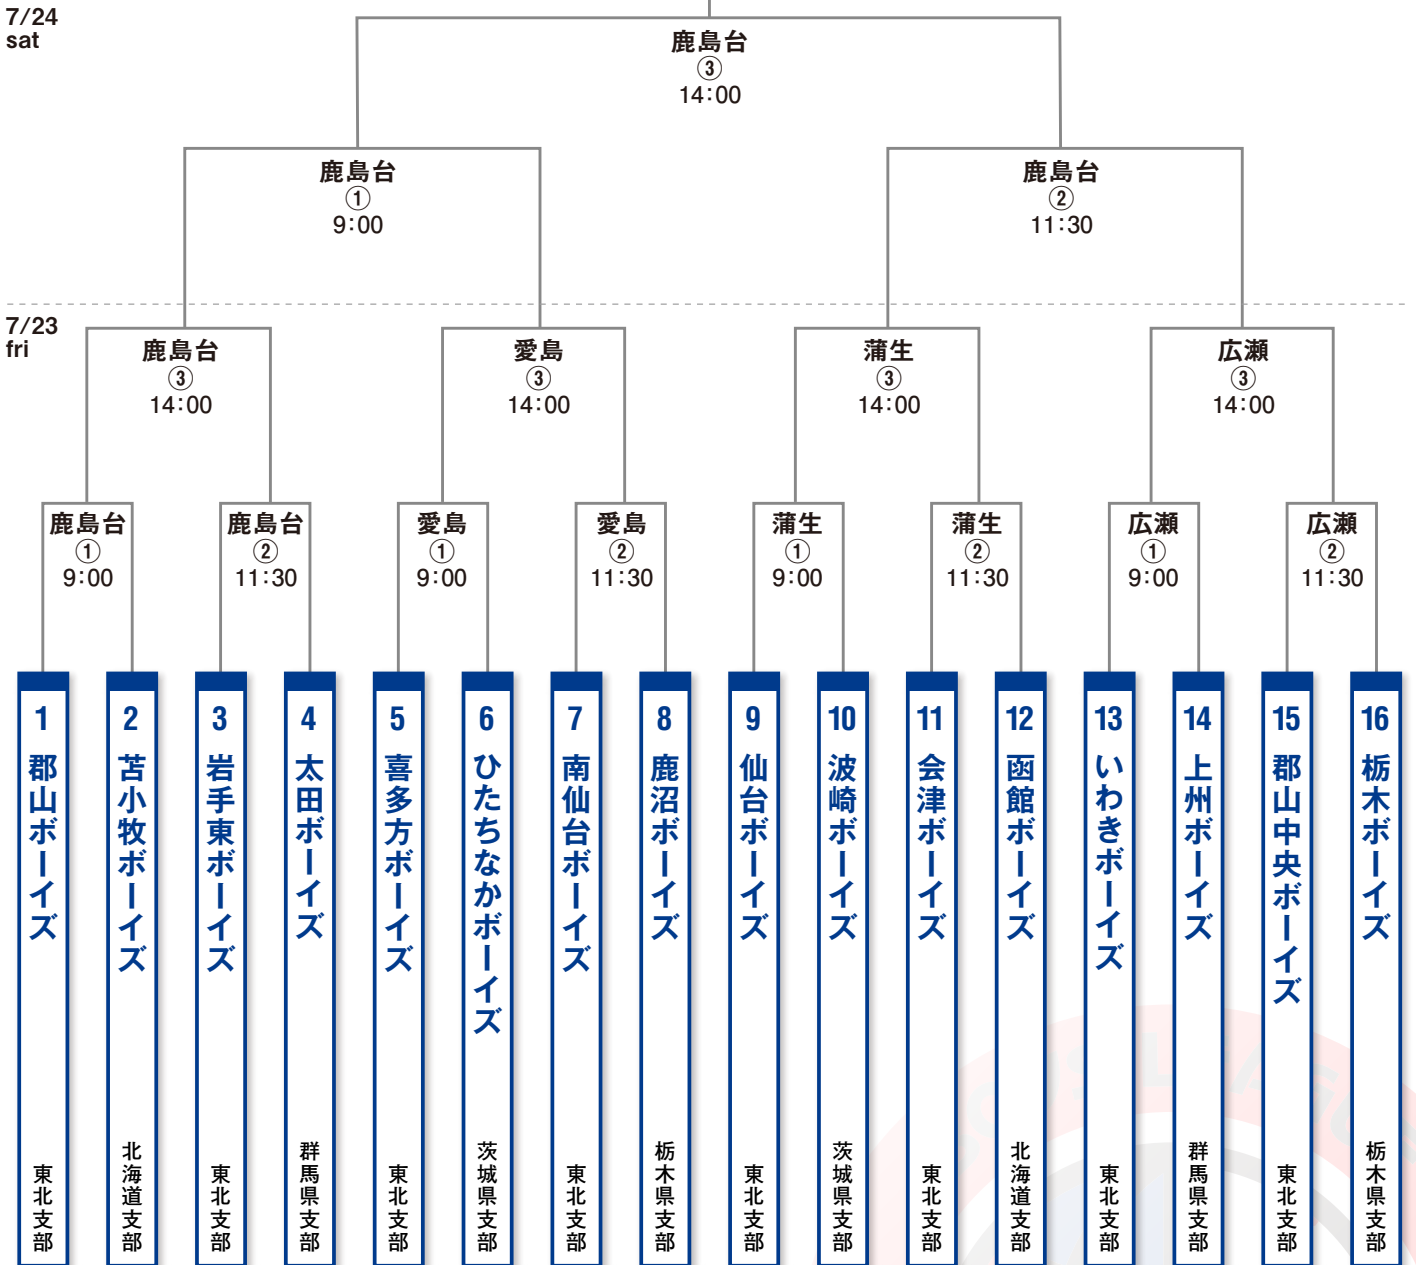 7/24
sat
鹿島台
③
14:00
鹿島台
①
9:00
鹿島台
②
11:30
7/23
fri
鹿島台
③
14:00
愛島
③
14:00
蒲生
③
14:00
広瀬
③
14:00
鹿島台
①
9:00
鹿島台
②
11:30
愛島
①
9:00
愛島
②
11:30
蒲生
①
9:00
蒲生
②
11:30
広瀬
①
9:00
広瀬
②
11:30
1
郡山ボーイズ
東北支部
2
苫小牧ボーイズ
北海道支部
3
岩手東ボーイズ
東北支部
4
太田ボーイズ
群馬県支部
5
喜多方ボーイズ
東北支部
6
ひたちなかボーイズ
茨城県支部
7
南仙台ボーイズ
東北支部
8
鹿沼ボーイズ
栃木県支部
9
仙台ボーイズ
東北支部
10
波崎ボーイズ
茨城県支部
11
会津ボーイズ
東北支部
12
函館ボーイズ
北海道支部
13
いわきボーイズ
東北支部
14
上州ボーイズ
群馬県支部
15
郡山中央ボーイズ
東北支部
16
栃木ボーイズ
栃木県支部